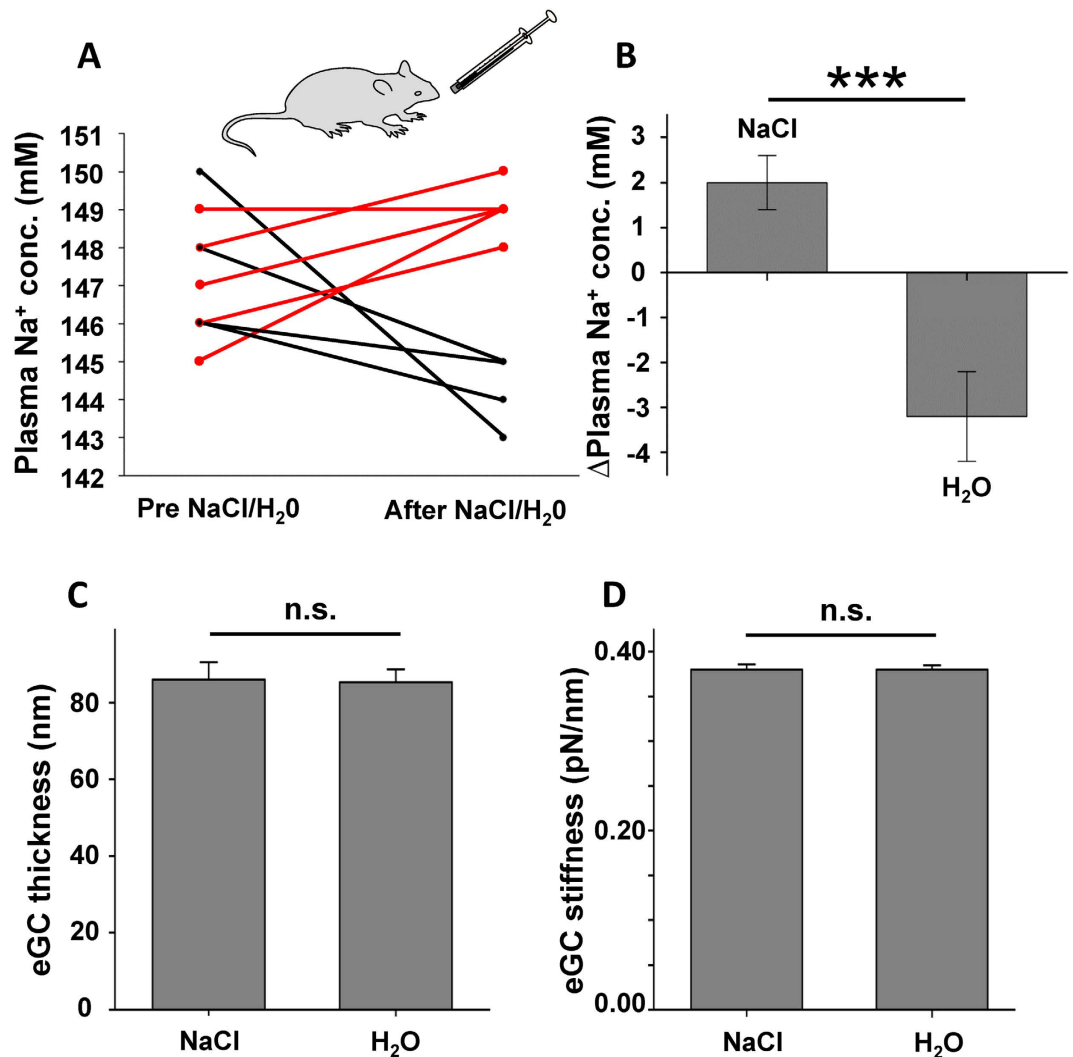 A
Plasma Na⁺ conc. (mM)
151
150
149
148
147
146
145
144
143
142
Pre NaCl/H₂0
After NaCl/H₂0
B
***
ΔPlasma Na⁺ conc. (mM)
NaCl
3
2
1
0
-1
-2
-3
-4
H₂O
C
n.s.
eGC thickness (nm)
80
60
40
20
0
NaCl
H₂O
D
n.s.
eGC stiffness (pN/nm)
0.40
0.20
0.00
NaCl
H₂O